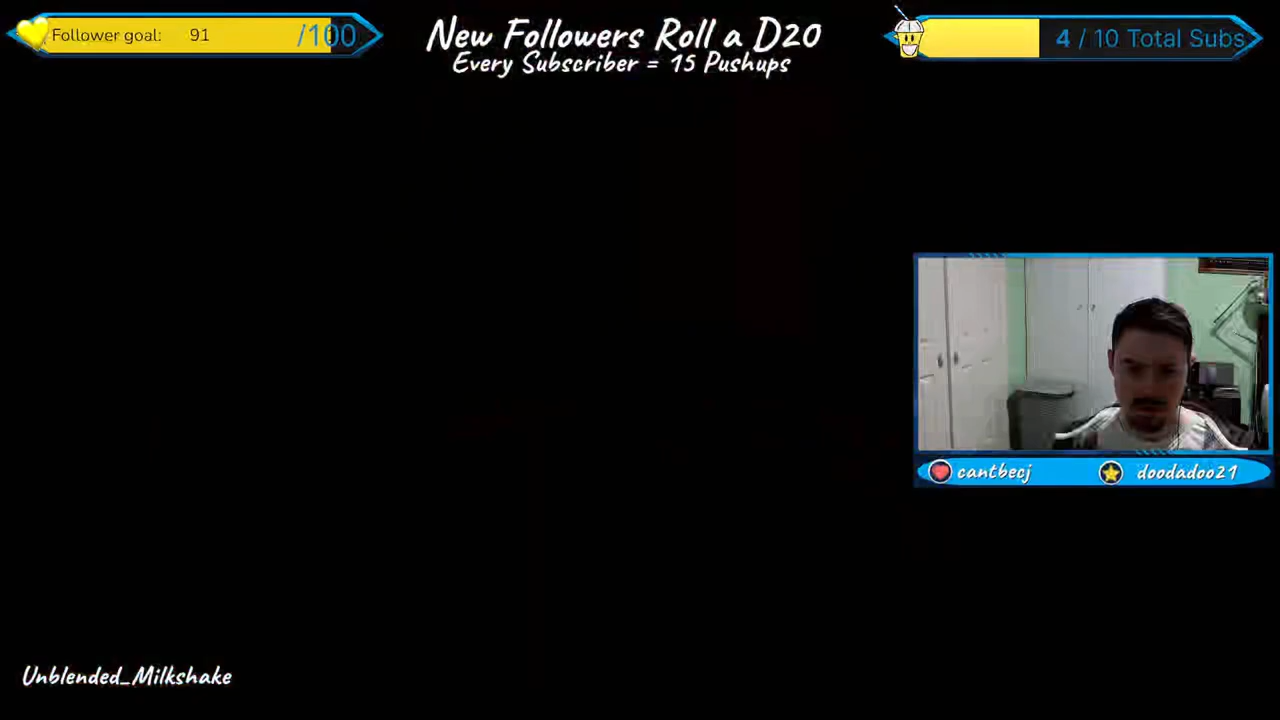 Follower goal: 91 /100
New Followers Roll a D20
Every Subscriber = 15 Pushups
4 / 10 Total Subs
cantbecj doodadoo21
Unblended_Milkshake